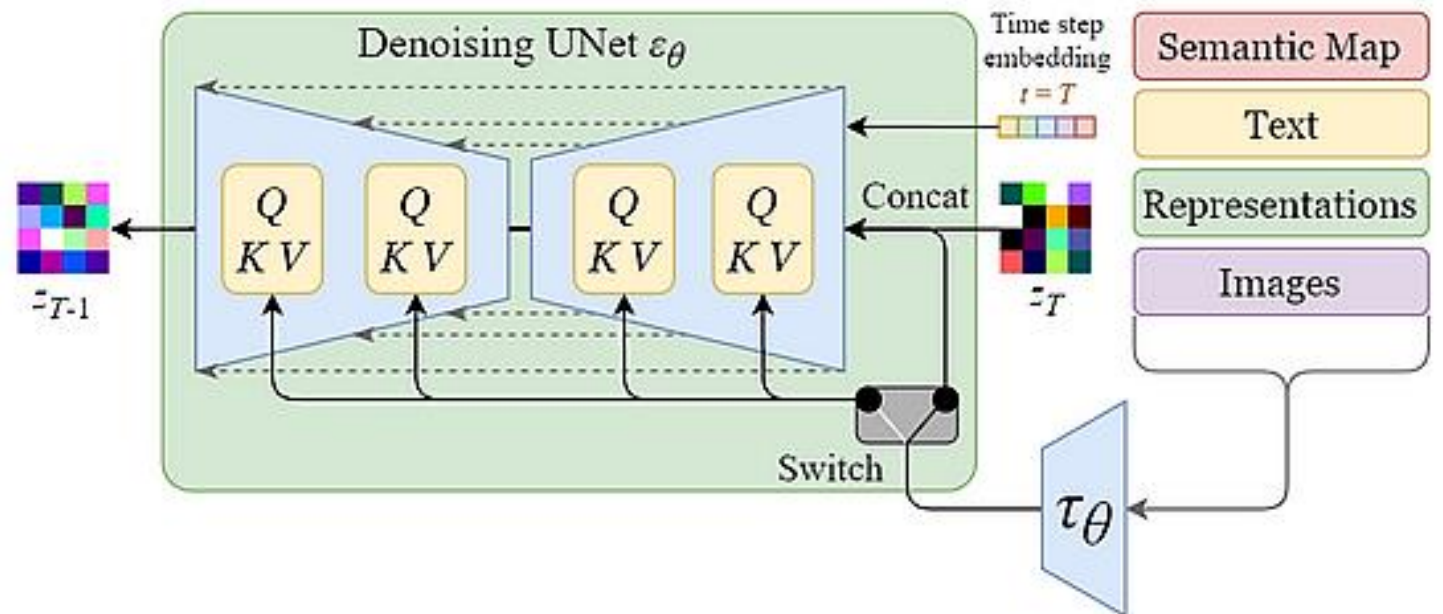 Denoising UNet εθ
Time step
embedding
t = T
Semantic Map
Text
Representations
Images
Concat
Q
K V
Q
K V
Q
K V
Q
K V
zT-1
zT
Switch
τθ